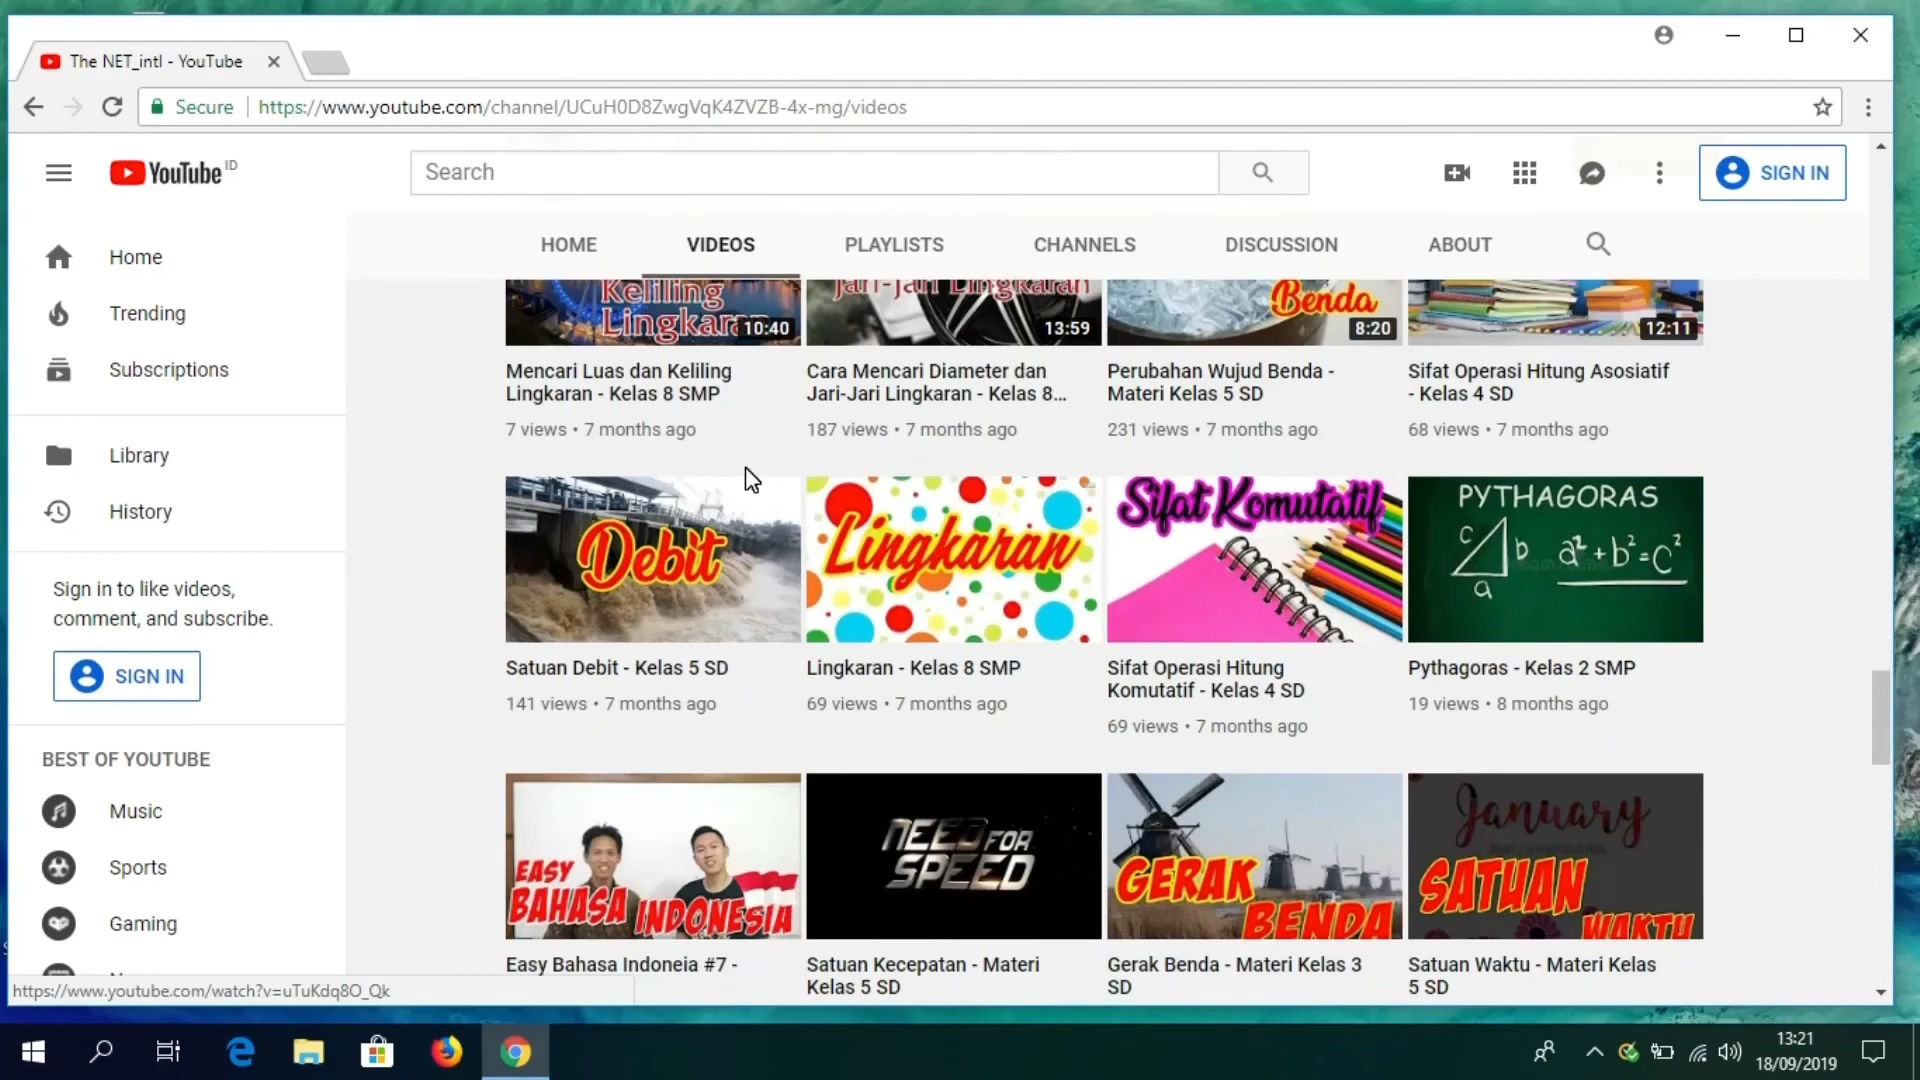 The NET_intl - YouTube
Secure
https://www.youtube.com/channel/UCuH0D8ZwgVqK4ZVZB-4x-mg/videos
YouTube ID
Search
SIGN IN
HOME
VIDEOS
PLAYLISTS
CHANNELS
DISCUSSION
ABOUT
Home
Trending
Subscriptions
Library
History
Sign in to like videos,
comment, and subscribe.
SIGN IN
BEST OF YOUTUBE
Music
Sports
Gaming
Keliling
Lingkaran
10:40
Jari-Jari Lingkaran
13:59
Benda
8:20
12:11
Mencari Luas dan Keliling
Lingkaran - Kelas 8 SMP
7 views • 7 months ago
Cara Mencari Diameter dan
Jari-Jari Lingkaran - Kelas 8...
187 views • 7 months ago
Perubahan Wujud Benda -
Materi Kelas 5 SD
231 views • 7 months ago
Sifat Operasi Hitung Asosiatif
- Kelas 4 SD
68 views • 7 months ago
Debit
Lingkaran
Sifat Komutatif
PYTHAGORAS
c b a
a² + b² = c²
Satuan Debit - Kelas 5 SD
141 views • 7 months ago
Lingkaran - Kelas 8 SMP
69 views • 7 months ago
Sifat Operasi Hitung
Komutatif - Kelas 4 SD
69 views • 7 months ago
Pythagoras - Kelas 2 SMP
19 views • 8 months ago
EASY
BAHASA INDONESIA
NEED FOR
SPEED
GERAK
BENDA
January
SATUAN
WAKTU
Easy Bahasa Indoneia #7 -
Satuan Kecepatan - Materi
Kelas 5 SD
Gerak Benda - Materi Kelas 3
SD
Satuan Waktu - Materi Kelas
5 SD
https://www.youtube.com/watch?v=uTuKdq8O_Qk
13:21
18/09/2019